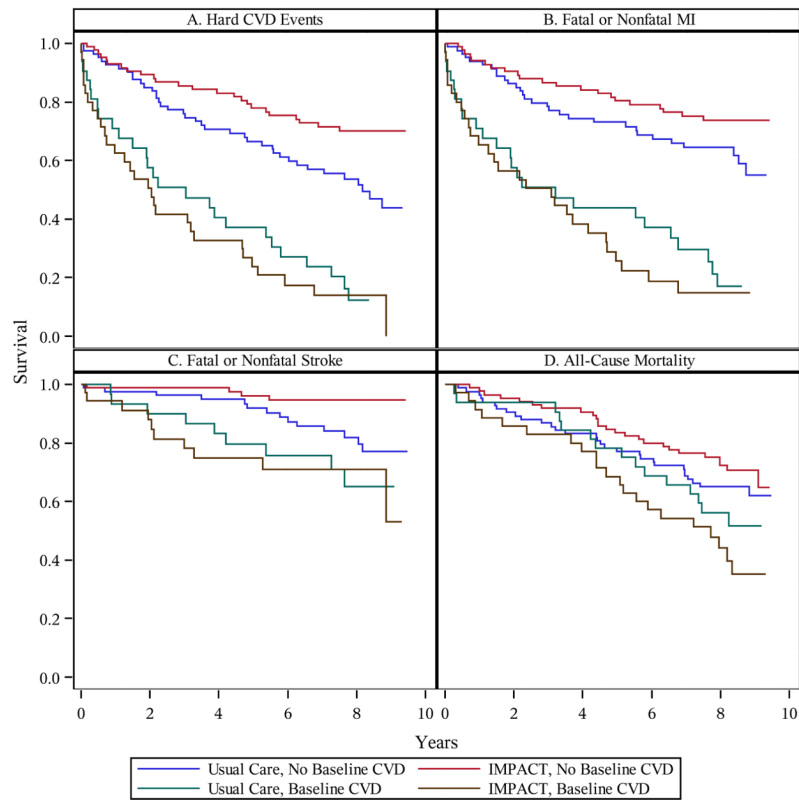 A. Hard CVD Events
B. Fatal or Nonfatal MI
1.0
0.8
0.6
0.4
0.2
0.0
Survival
C. Fatal or Nonfatal Stroke
D. All-Cause Mortality
1.0
0.8
0.6
0.4
0.2
0.0
0 2 4 6 8 10 0 2 4 6 8 10
Years
Usual Care, No Baseline CVD IMPACT, No Baseline CVD
Usual Care, Baseline CVD IMPACT, Baseline CVD